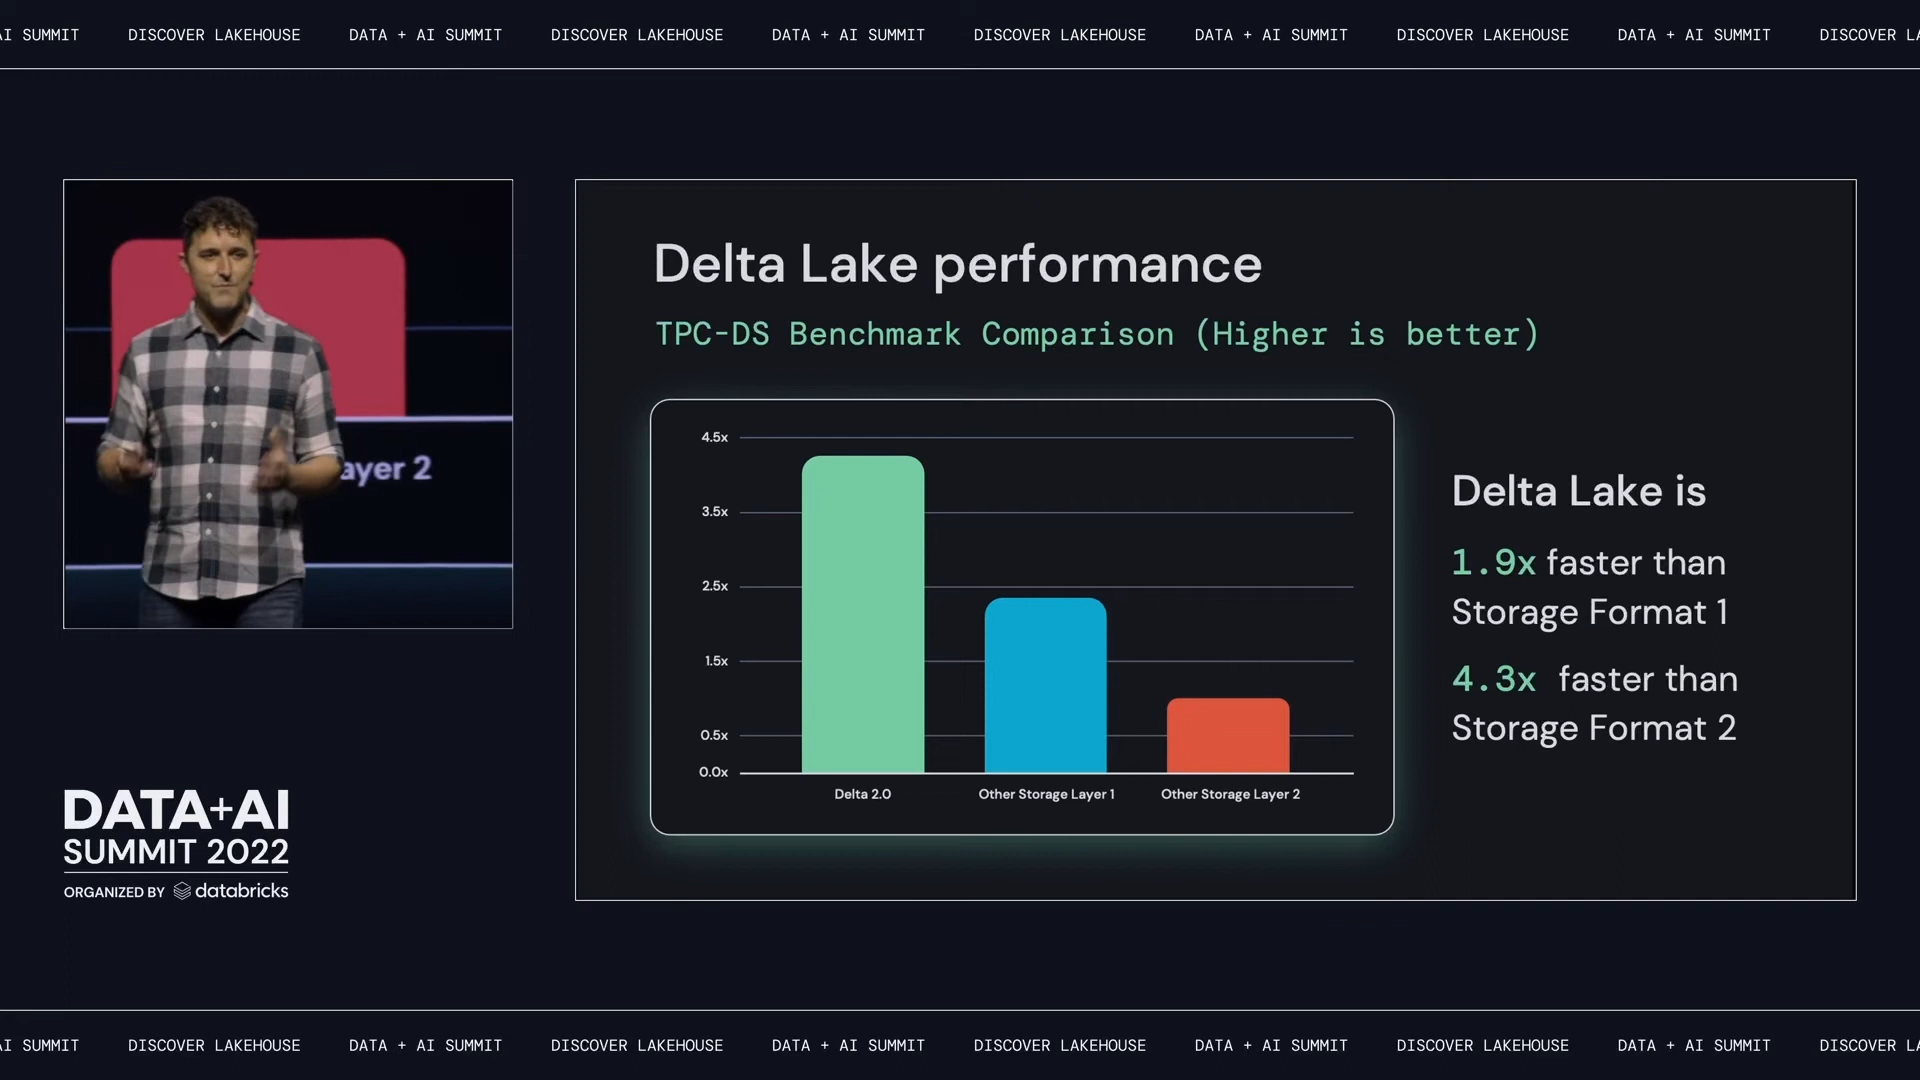 AI SUMMIT DISCOVER LAKEHOUSE DATA + AI SUMMIT DISCOVER LAKEHOUSE DATA + AI SUMMIT DISCOVER LAKEHOUSE DATA + AI SUMMIT DISCOVER LAKEHOUSE DATA + AI SUMMIT DISCOVER
Delta Lake performance
TPC-DS Benchmark Comparison (Higher is better)
ayer 2
4.5x
3.5x
2.5x
1.5x
0.5x
0.0x
Delta 2.0 Other Storage Layer 1 Other Storage Layer 2
Delta Lake is
1.9x faster than
Storage Format 1
4.3x faster than
Storage Format 2
DATA+AI
SUMMIT 2022
ORGANIZED BY databricks
AI SUMMIT DISCOVER LAKEHOUSE DATA + AI SUMMIT DISCOVER LAKEHOUSE DATA + AI SUMMIT DISCOVER LAKEHOUSE DATA + AI SUMMIT DISCOVER LAKEHOUSE DATA + AI SUMMIT DISCOVER